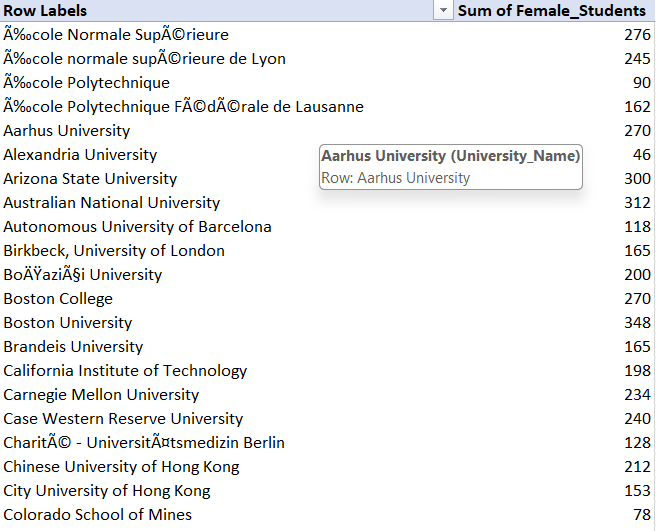 Row Labels Sum of Female_Students
Ã‰cole Normale SupÃ©rieure 276
Ã‰cole normale supÃ©rieure de Lyon 245
Ã‰cole Polytechnique 90
Ã‰cole Polytechnique FÃ©dÃ©rale de Lausanne 162
Aarhus University 270
Alexandria University 46
Aarhus University (University_Name)
Row: Aarhus University
Arizona State University 300
Australian National University 312
Autonomous University of Barcelona 118
Birkbeck, University of London 165
BoÄŸaziÃ§i University 200
Boston College 270
Boston University 348
Brandeis University 165
California Institute of Technology 198
Carnegie Mellon University 234
Case Western Reserve University 240
CharitÃ© - UniversitÃ¤tsmedizin Berlin 128
Chinese University of Hong Kong 212
City University of Hong Kong 153
Colorado School of Mines 78